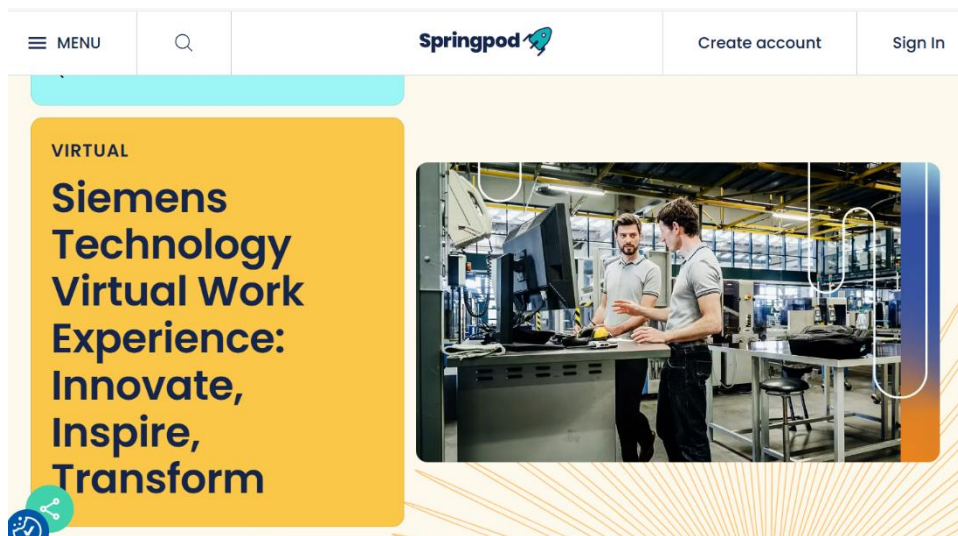 MENU
Springpod
Create account
Sign In
VIRTUAL
Siemens
Technology
Virtual Work
Experience:
Innovate,
Inspire,
Transform